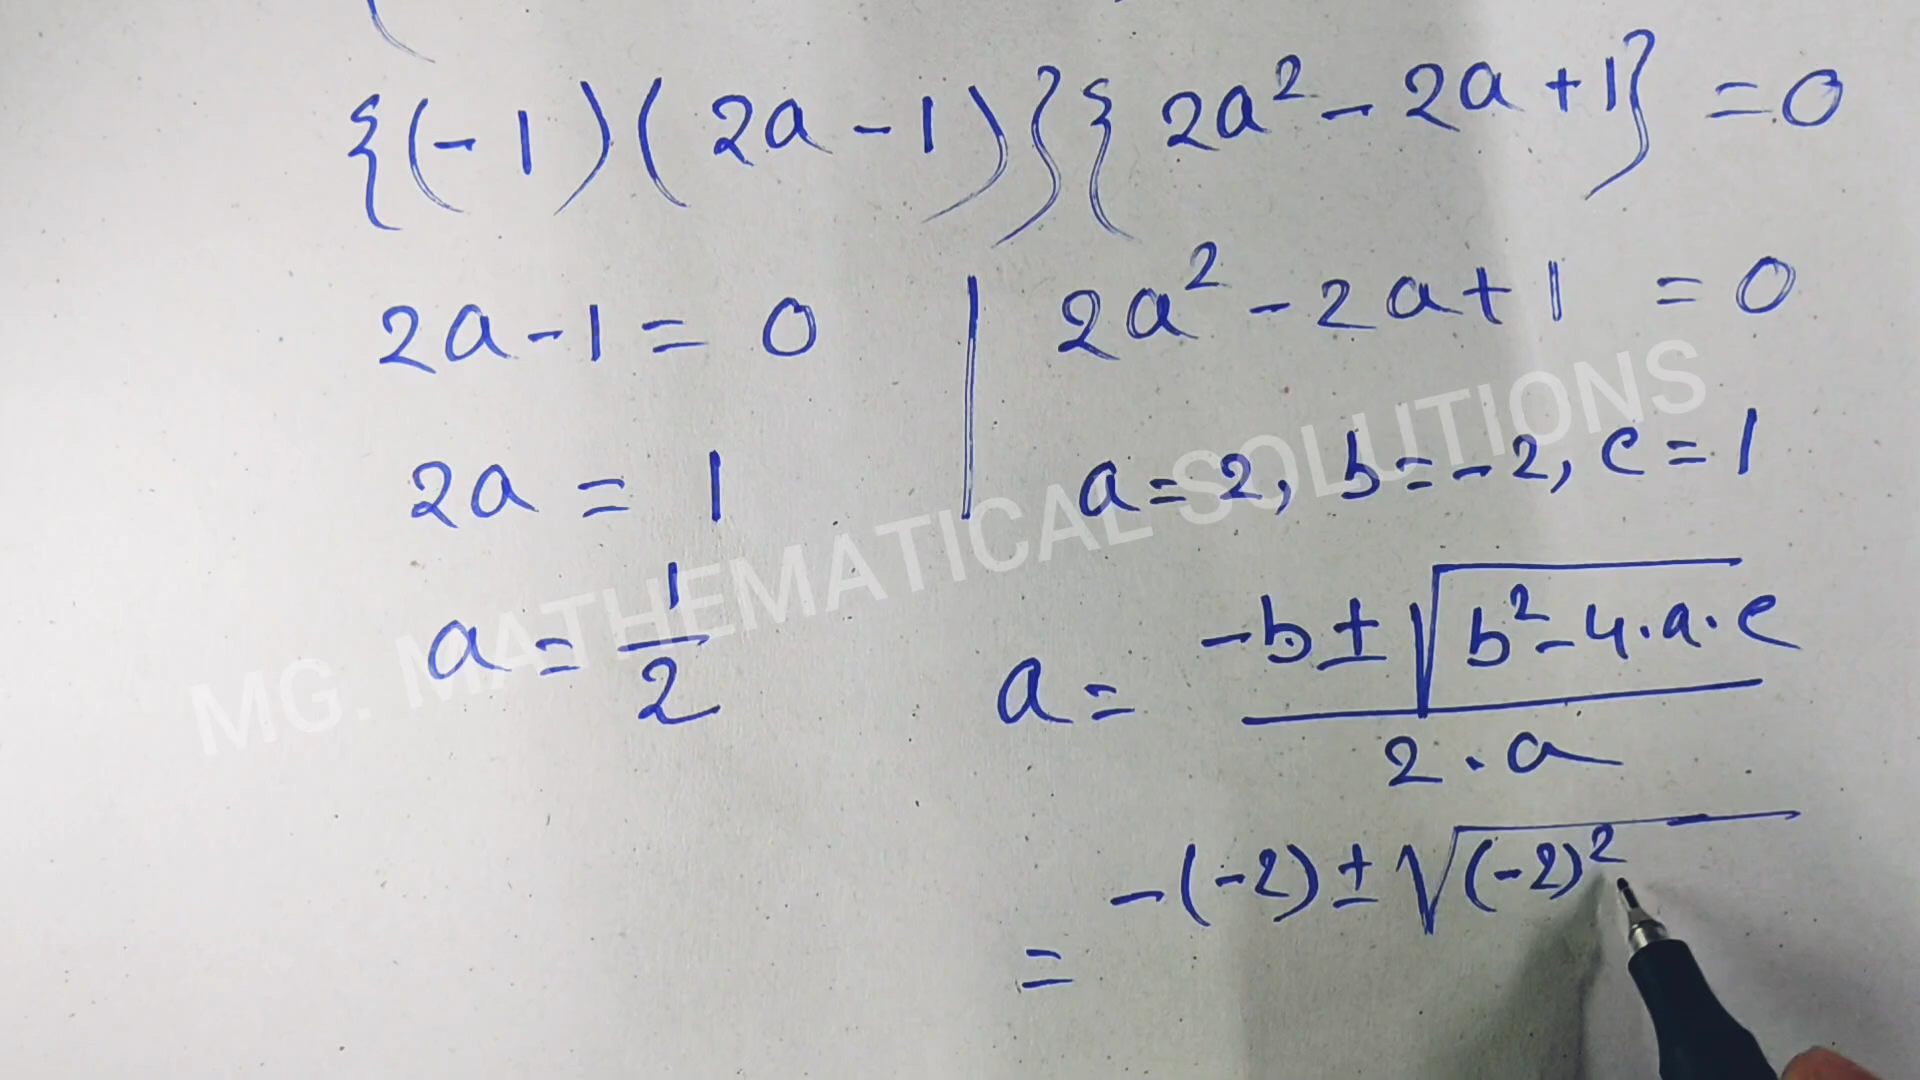 {(-1)(2a-1)}{2a²-2a+1} = 0
2a-1 = 0 | 2a²-2a+1 = 0
2a = 1
a = 2, b = -2, c = 1
a = 1/2
a = (-b ± √(b²-4.a.c))/(2.a)
= -(-2) ± √((-2)²
MG. MATHEMATICAL SOLUTIONS